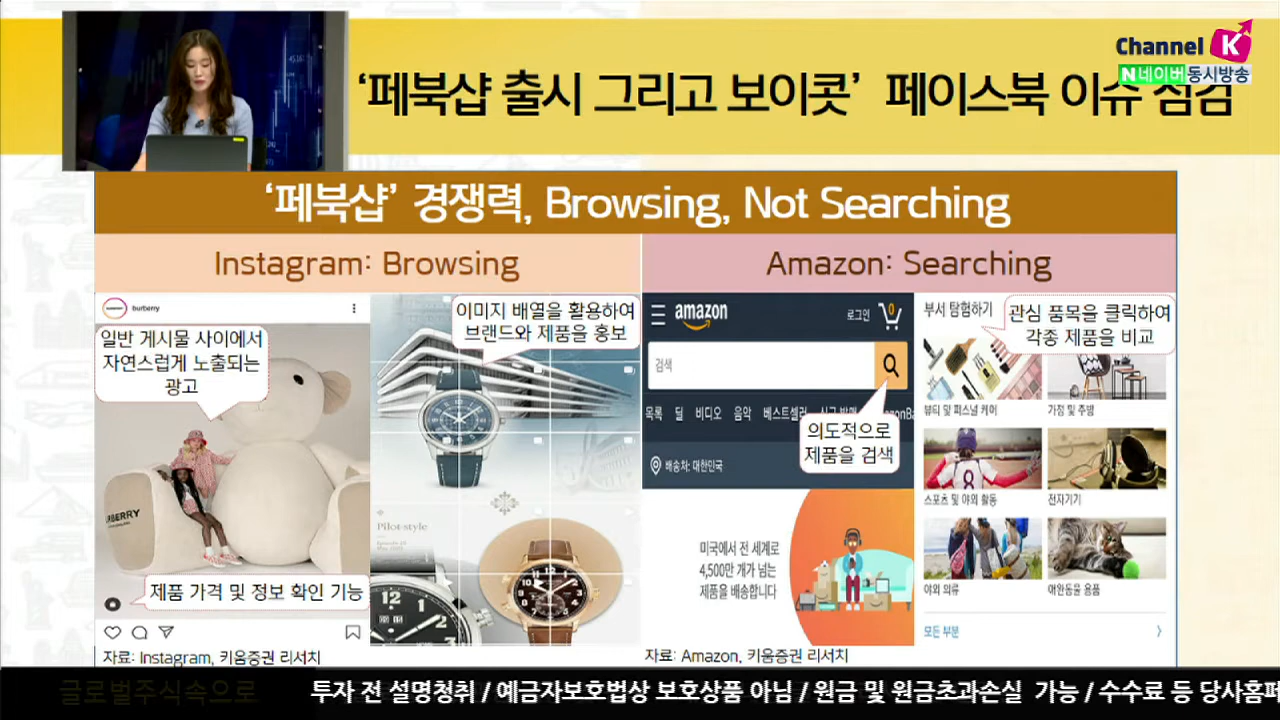 Channel K
N네이버 동시방송
‘페북샵 출시 그리고 보이콧’ 페이스북 이슈 점검
‘페북샵’ 경쟁력, Browsing, Not Searching
Instagram: Browsing
Amazon: Searching
burberry
일반 게시물 사이에서
자연스럽게 노출되는
광고
BERRY
제품 가격 및 정보 확인 기능
자료: Instagram, 키움증권 리서치
이미지 배열을 활용하여
브랜드와 제품을 홍보
Pilot-style
amazon
로그인
0
검색
목록 딜 비디오 음악 베스트셀러
의도적으로
제품을 검색
배송처: 대한민국
미국에서 전 세계로
4,500만 개가 넘는
제품을 배송합니다
자료: Amazon, 키움증권 리서치
부서 탐험하기
관심 품목을 클릭하여
각종 제품을 비교
뷰티 및 퍼스널 케어
가정 및 주방
8
스포츠 및 야외 활동
전자기기
야외 의류
애완동물 용품
모든 부분
글로벌주식속으로
투자 전 설명청취 / 예금자보호법상 보호상품 아님 / 원금 및 원금초과손실 가능 / 수수료 등 당사홈페